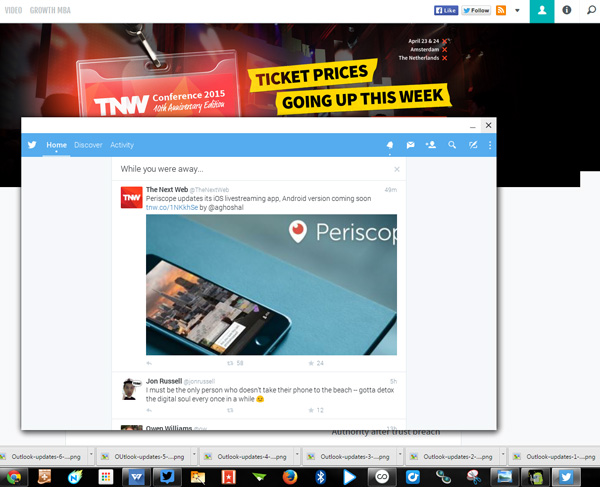 VIDEO GROWTH MBA
Like
Follow
April 23 & 24
Amsterdam
The Netherlands
TICKET PRICES
GOING UP THIS WEEK
TNW Conference 2015
10th Anniversary Edition
Home Discover Activity
While you were away...
The Next Web @TheNextWeb 49m
Periscope updates its iOS livestreaming app, Android version coming soon
tnw.co/1NKkhSe by @aghoshal
Periscop
58 24
Jon Russell @jonrussell 5h
I must be the only person who doesn't take their phone to the beach – gotta detox
the digital soul every once in a while
12
Owen Williams @ow 13h
Authority after trust breach
Outlook-updates-6-....png OUtlook-updates-5-....png Outlook-updates-4-....png Outlook-updates-3-....png Outlook-updates-2-....png Outlook-updates-1-....png